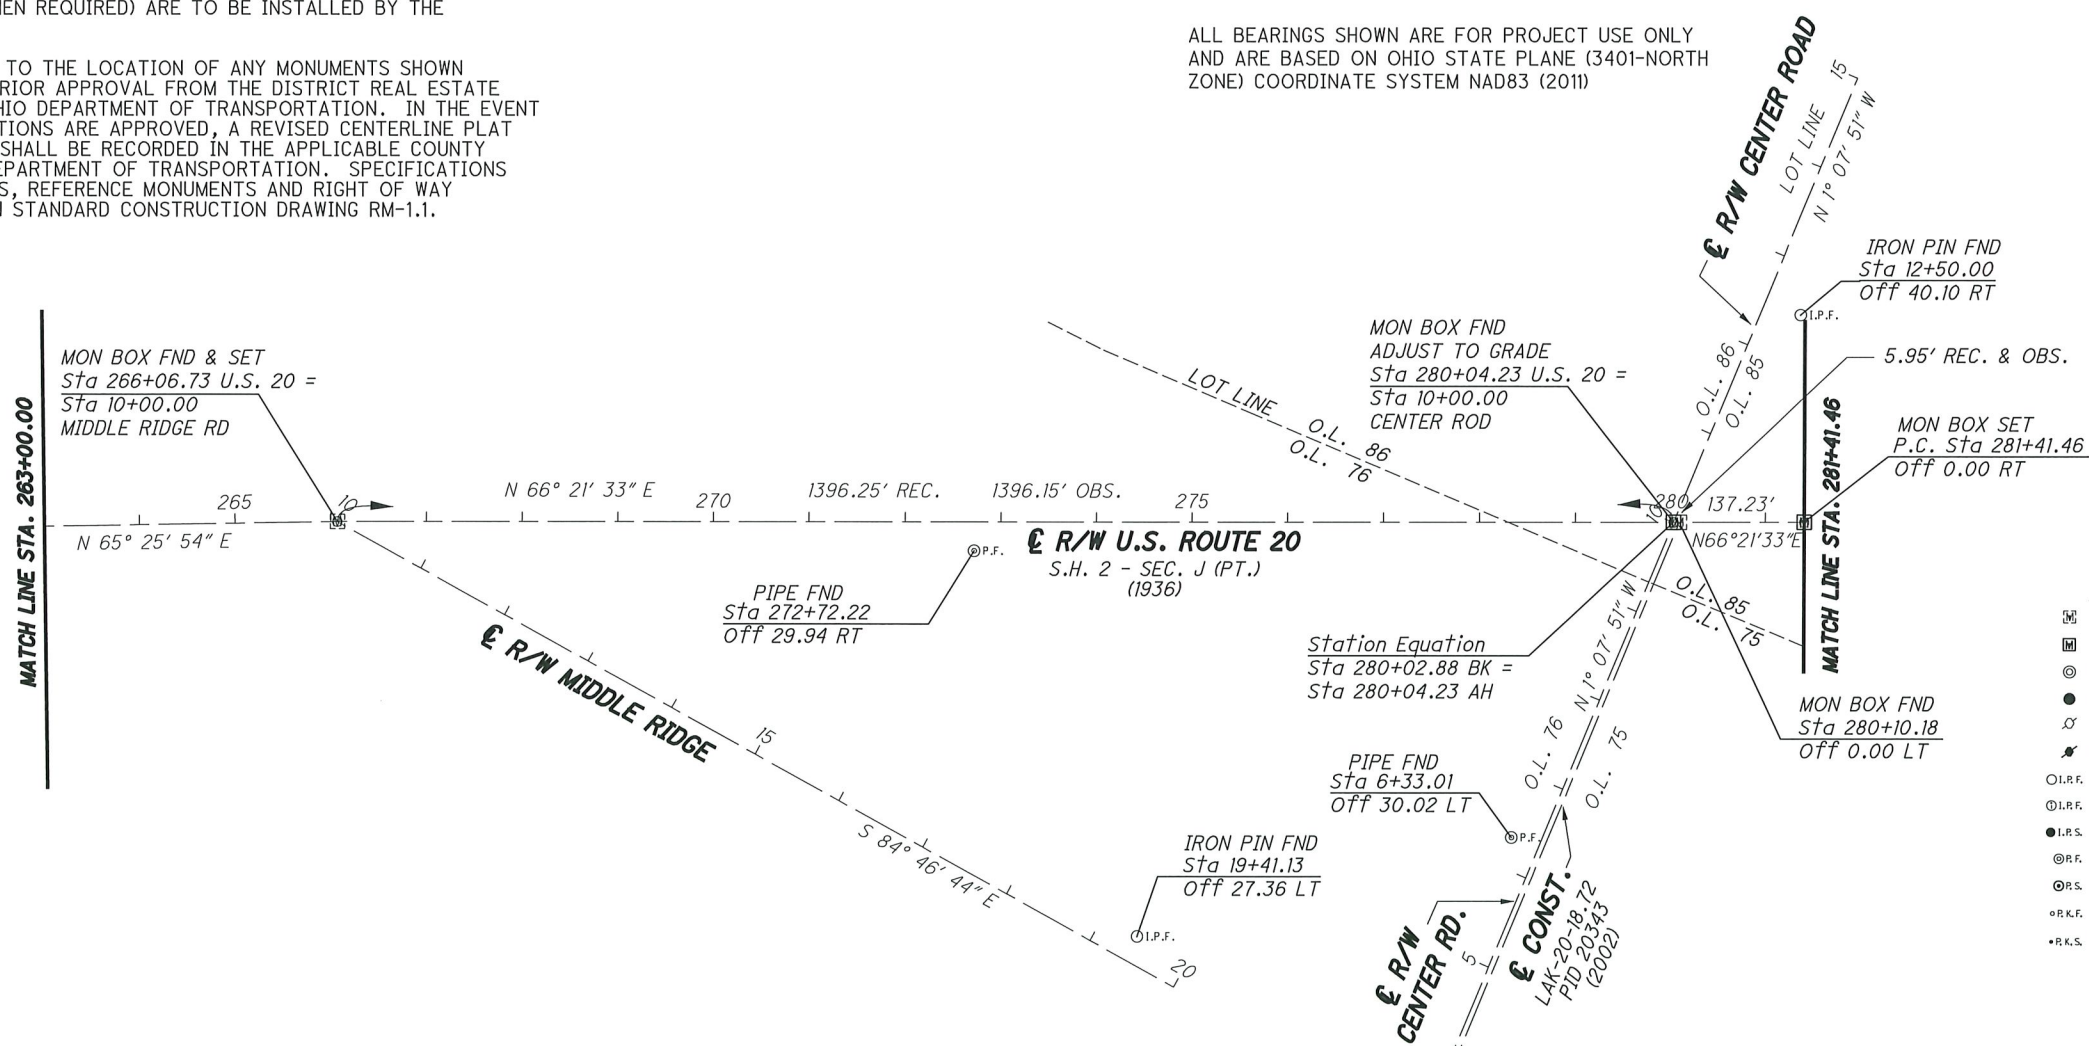 MEN REQUIRED) ARE TO BE INSTALLED BY THE
TO THE LOCATION OF ANY MONUMENTS SHOWN
RIOR APPROVAL FROM THE DISTRICT REAL ESTATE
HIO DEPARTMENT OF TRANSPORTATION. IN THE EVENT
TIONS ARE APPROVED, A REVISED CENTERLINE PLAT
SHALL BE RECORDED IN THE APPLICABLE COUNTY
EPARTMENT OF TRANSPORTATION. SPECIFICATIONS
S, REFERENCE MONUMENTS AND RIGHT OF WAY
STANDARD CONSTRUCTION DRAWING RM-1.1.
ALL BEARINGS SHOWN ARE FOR PROJECT USE ONLY
AND ARE BASED ON OHIO STATE PLANE (3401-NORTH
ZONE) COORDINATE SYSTEM NAD83 (2011)
℄ R/W CENTER ROAD
LOT LINE
15
N 1° 07' 51" W
IRON PIN FND
Sta 12+50.00
Off 40.10 RT
I.P.F.
MATCH LINE STA. 263+00.00
MON BOX FND & SET
Sta 266+06.73 U.S. 20 =
Sta 10+00.00
MIDDLE RIDGE RD
265
N 65° 25' 54" E
10
N 66° 21' 33" E
270
1396.25' REC.
1396.15' OBS.
275
℄ R/W U.S. ROUTE 20
S.H. 2 - SEC. J (PT.)
(1936)
P.F.
PIPE FND
Sta 272+72.22
Off 29.94 RT
LOT LINE
O.L. 86
O.L. 76
MON BOX FND
ADJUST TO GRADE
Sta 280+04.23 U.S. 20 =
Sta 10+00.00
CENTER ROD
O.L. 86
O.L. 85
5.95' REC. & OBS.
MON BOX SET
P.C. Sta 281+41.46
Off 0.00 RT
MATCH LINE STA. 281+41.46
280
10
137.23'
N66°21'33"E
O.L. 85
O.L. 75
Station Equation
Sta 280+02.88 BK =
Sta 280+04.23 AH
N 1° 07' 51" W
MON BOX FND
Sta 280+10.18
Off 0.00 LT
℄ R/W MIDDLE RIDGE
15
S 84° 46' 44" E
20
IRON PIN FND
Sta 19+41.13
Off 27.36 LT
I.P.F.
O.L. 76
O.L. 75
PIPE FND
Sta 6+33.01
Off 30.02 LT
P.F.
℄ R/W
CENTER RD.
5
℄ CONST.
LAK-20-18.72
PID 20343
(2002)
M
M
I.P.F.
I.P.F.
I.P.S.
P.F.
P.S.
P.K.F.
P.K.S.